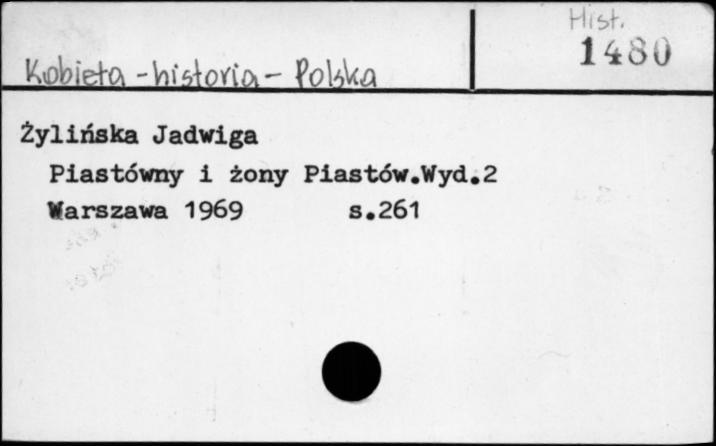 Hist.
1480
Kobieta - historia - Polska
Żylińska Jadwiga
Piastówny i żony Piastów.Wyd.2
Warszawa 1969 s.261